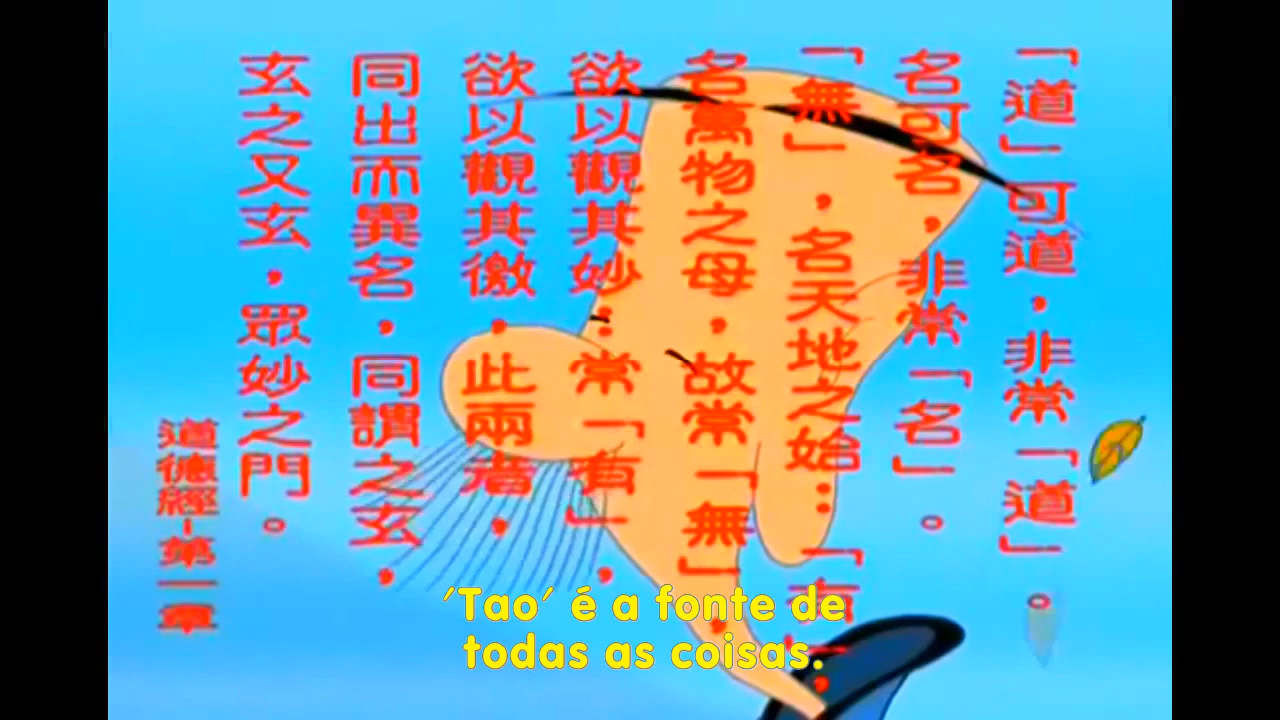 「道」可道，非常「道」。
名可名，非常「名」。
「無」，名天地之始；「有」，
名萬物之母，故常「無」，
欲以觀其妙；常「有」，
欲以觀其徼，此兩者，
同出而異名，同謂之玄，
玄之又玄，眾妙之門。
道德經-第一章
'Tao' é a fonte de
todas as coisas.